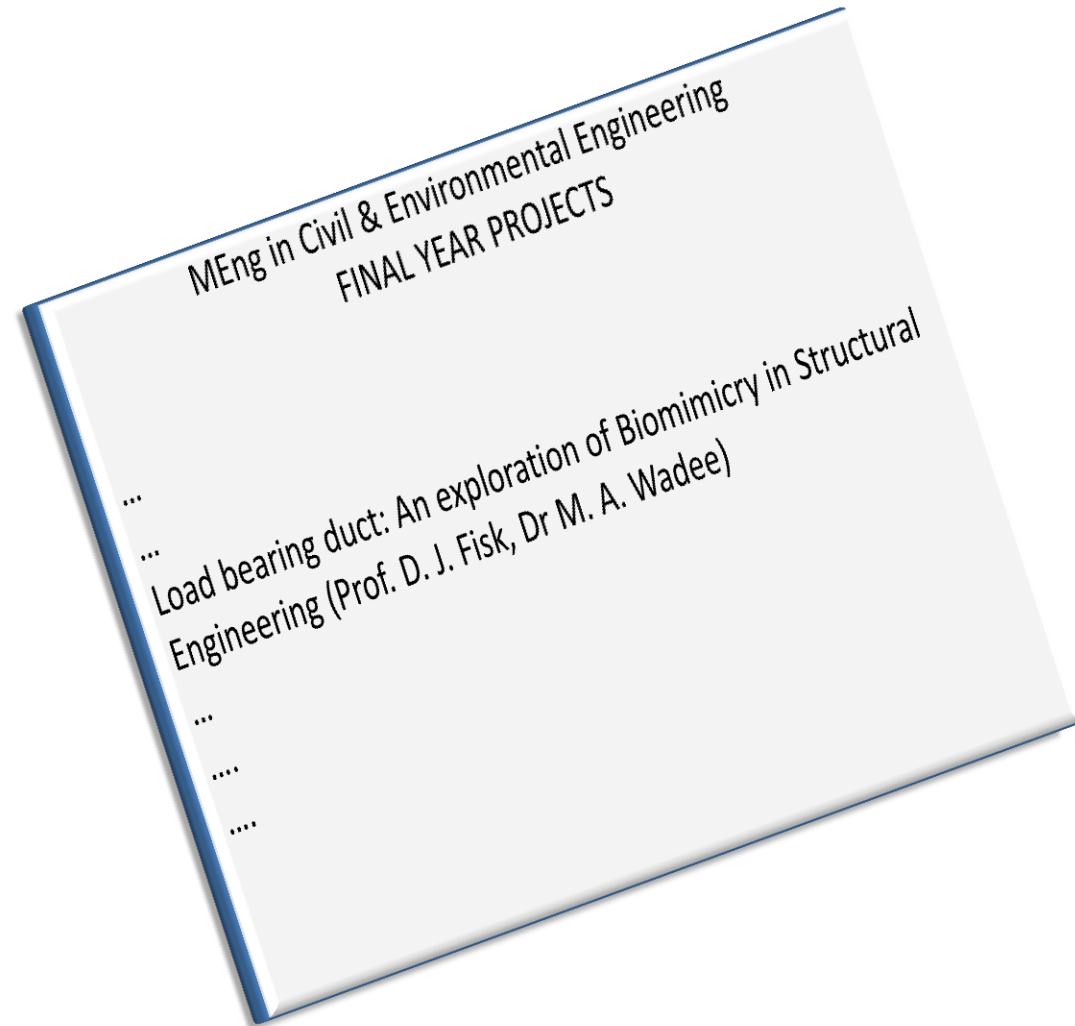 MEng in Civil & Environmental Engineering
FINAL YEAR PROJECTS
...
...
Load bearing duct: An exploration of Biomimicry in Structural
Engineering (Prof. D. J. Fisk, Dr M. A. Wadee)
...
....
....